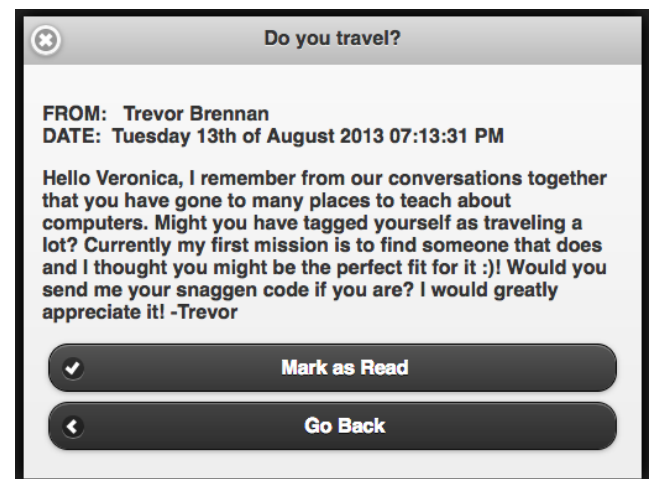 Do you travel?
FROM: Trevor Brennan
DATE: Tuesday 13th of August 2013 07:13:31 PM
Hello Veronica, I remember from our conversations together
that you have gone to many places to teach about
computers. Might you have tagged yourself as traveling a
lot? Currently my first mission is to find someone that does
and I thought you might be the perfect fit for it :)! Would you
send me your snaggen code if you are? I would greatly
appreciate it! -Trevor
Mark as Read
Go Back